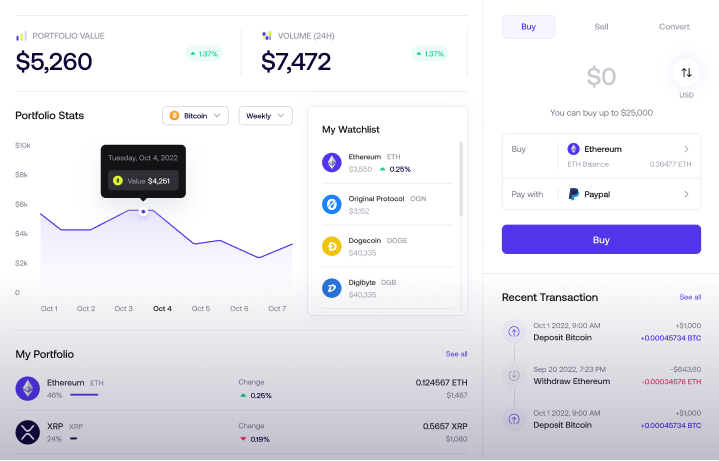 PORTFOLIO VALUE
$5,260
1.37%
VOLUME (24H)
$7,472
1.37%
Portfolio Stats
Bitcoin
Weekly
$10k
$8k
$6k
$4k
$2k
0
Tuesday, Oct 4, 2022
$ Value $4,251
Oct 1 Oct 2 Oct 3 Oct 4 Oct 5 Oct 6 Oct 7
My Watchlist
Ethereum ETH
$3,550 0.25%
Original Protocol OGN
$3,152
Dogecoin DOGE
$40,335
Digibyte DGB
$40,335
My Portfolio See all
Ethereum ETH
46%
Change
0.25%
0.124567 ETH
$1,467
XRP XRP
24%
Change
0.19%
0.5657 XRP
$1,060
Buy Sell Convert
$0
USD
You can buy up to $25,000
Buy
Ethereum
ETH Balance 0.36477 ETH
Pay with Paypal
Buy
Recent Transaction See all
Oct 1 2022, 9:00 AM +$1,000
Deposit Bitcoin +0.00045734 BTC
Sep 20 2022, 7:23 PM -$643,60
Withdraw Ethereum -0.00034576 ETH
Oct 1 2022, 9:00 AM +$1,000
Deposit Bitcoin +0.00045734 BTC